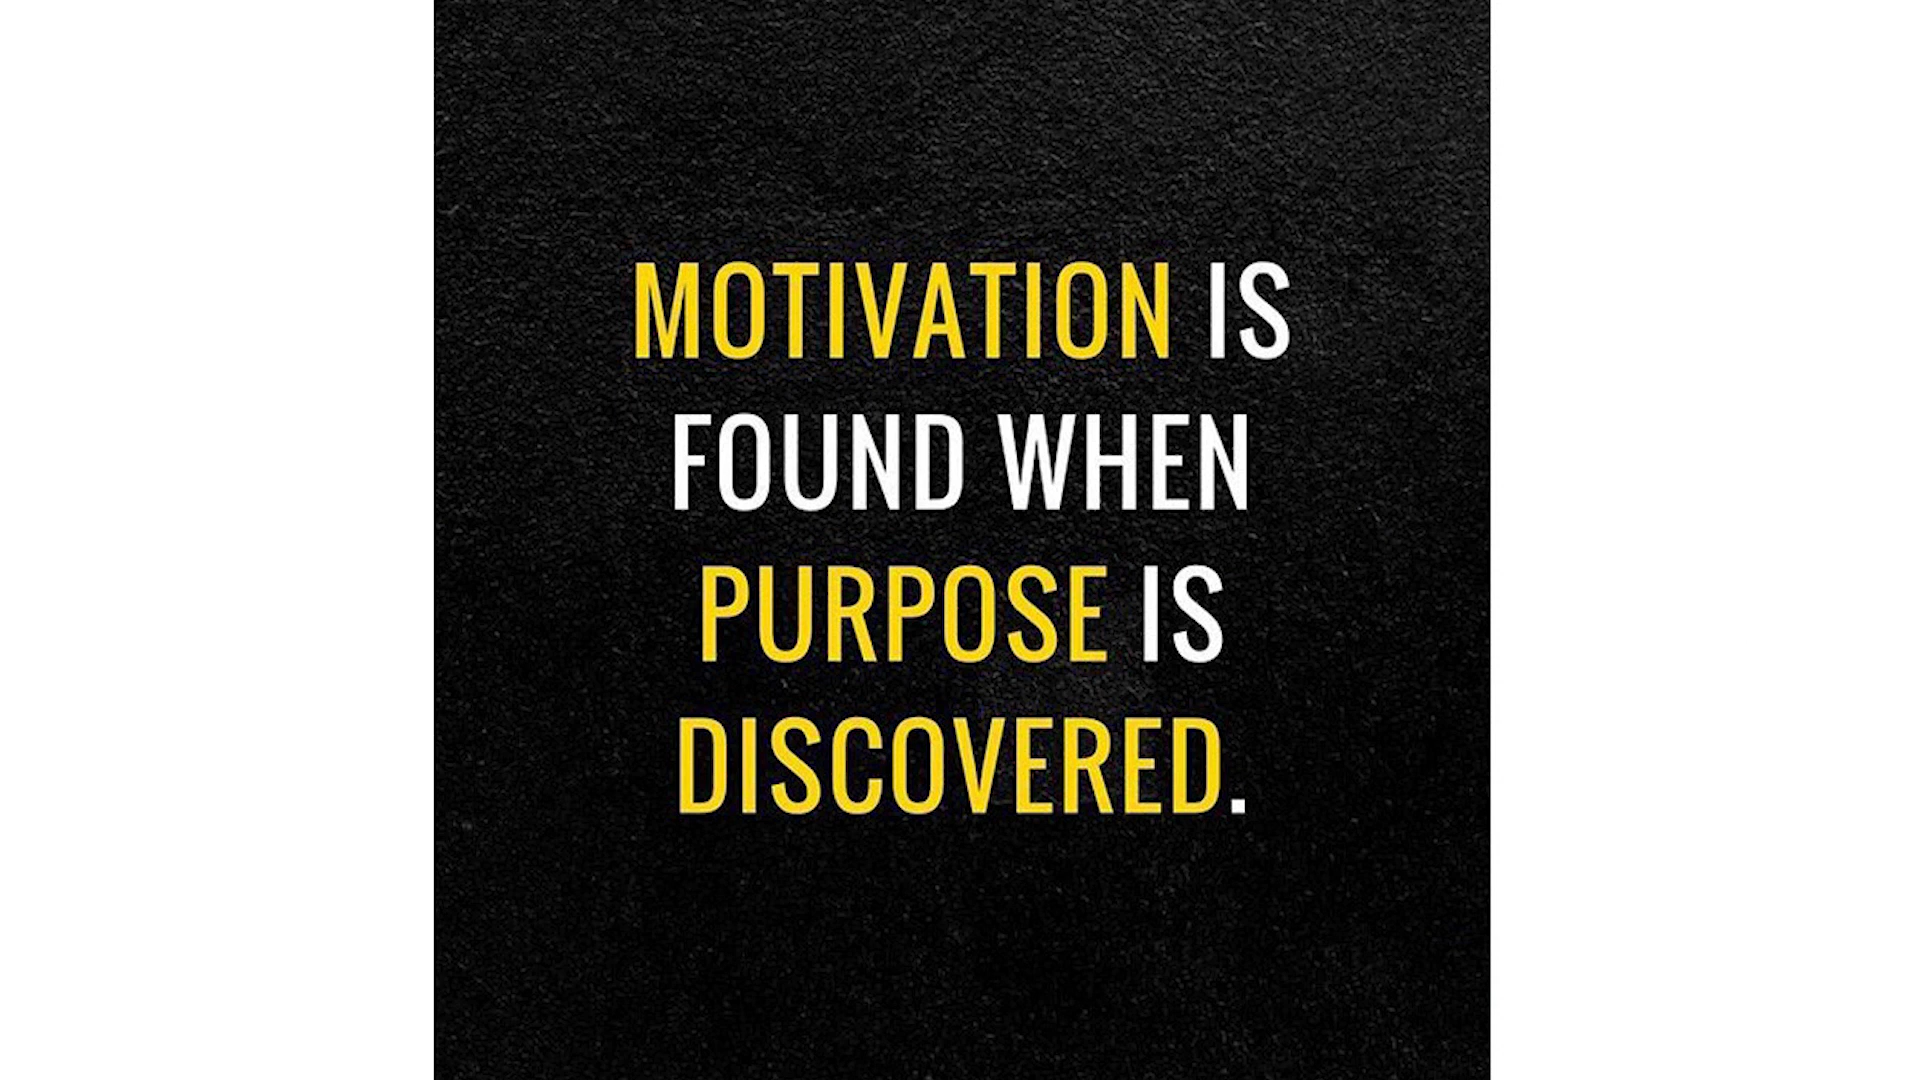 MOTIVATION IS
FOUND WHEN
PURPOSE IS
DISCOVERED.